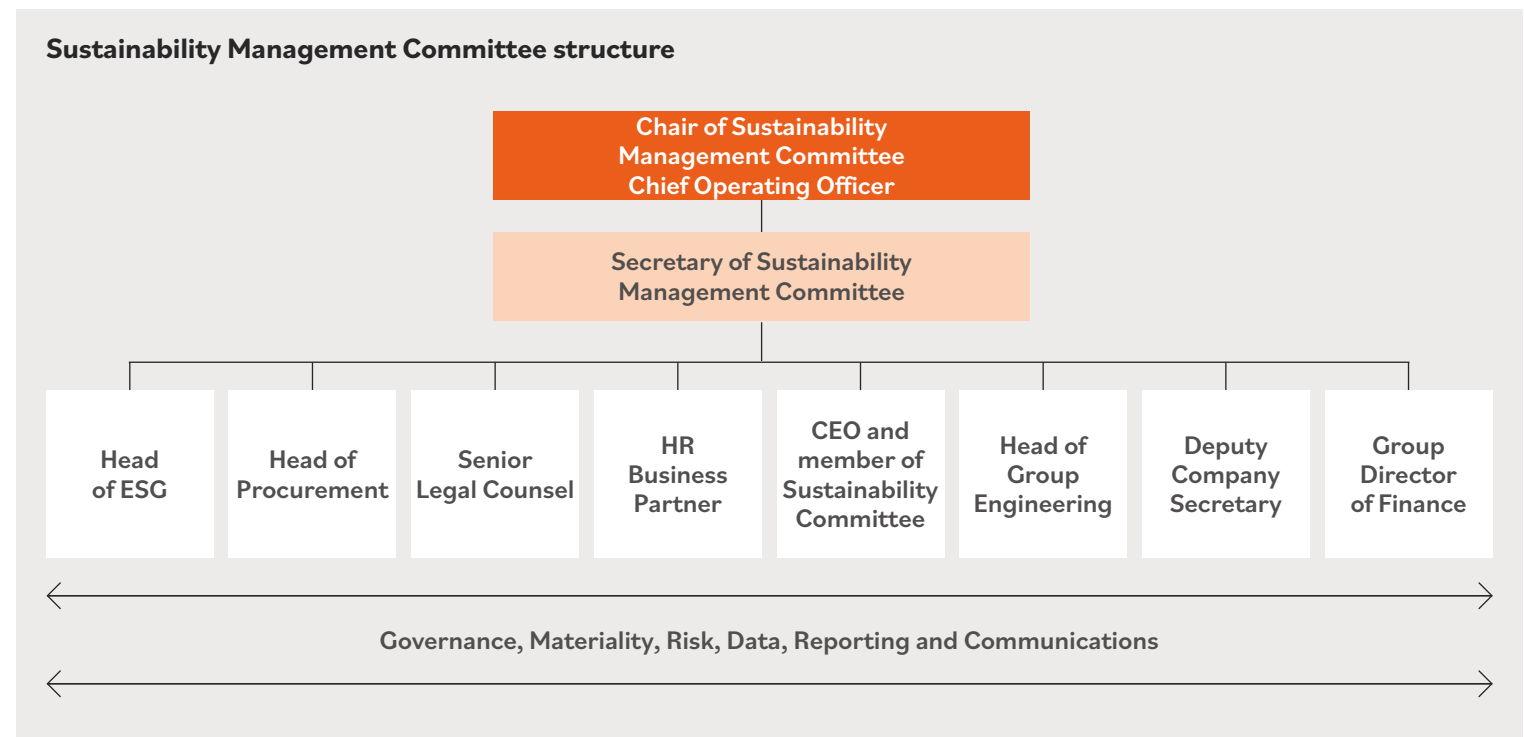 Sustainability Management Committee structure
Chair of Sustainability
Management Committee
Chief Operating Officer
Secretary of Sustainability
Management Committee
Head
of ESG
Head of
Procurement
Senior
Legal Counsel
HR
Business
Partner
CEO and
member of
Sustainability
Committee
Head of
Group
Engineering
Deputy
Company
Secretary
Group
Director
of Finance
Governance, Materiality, Risk, Data, Reporting and Communications